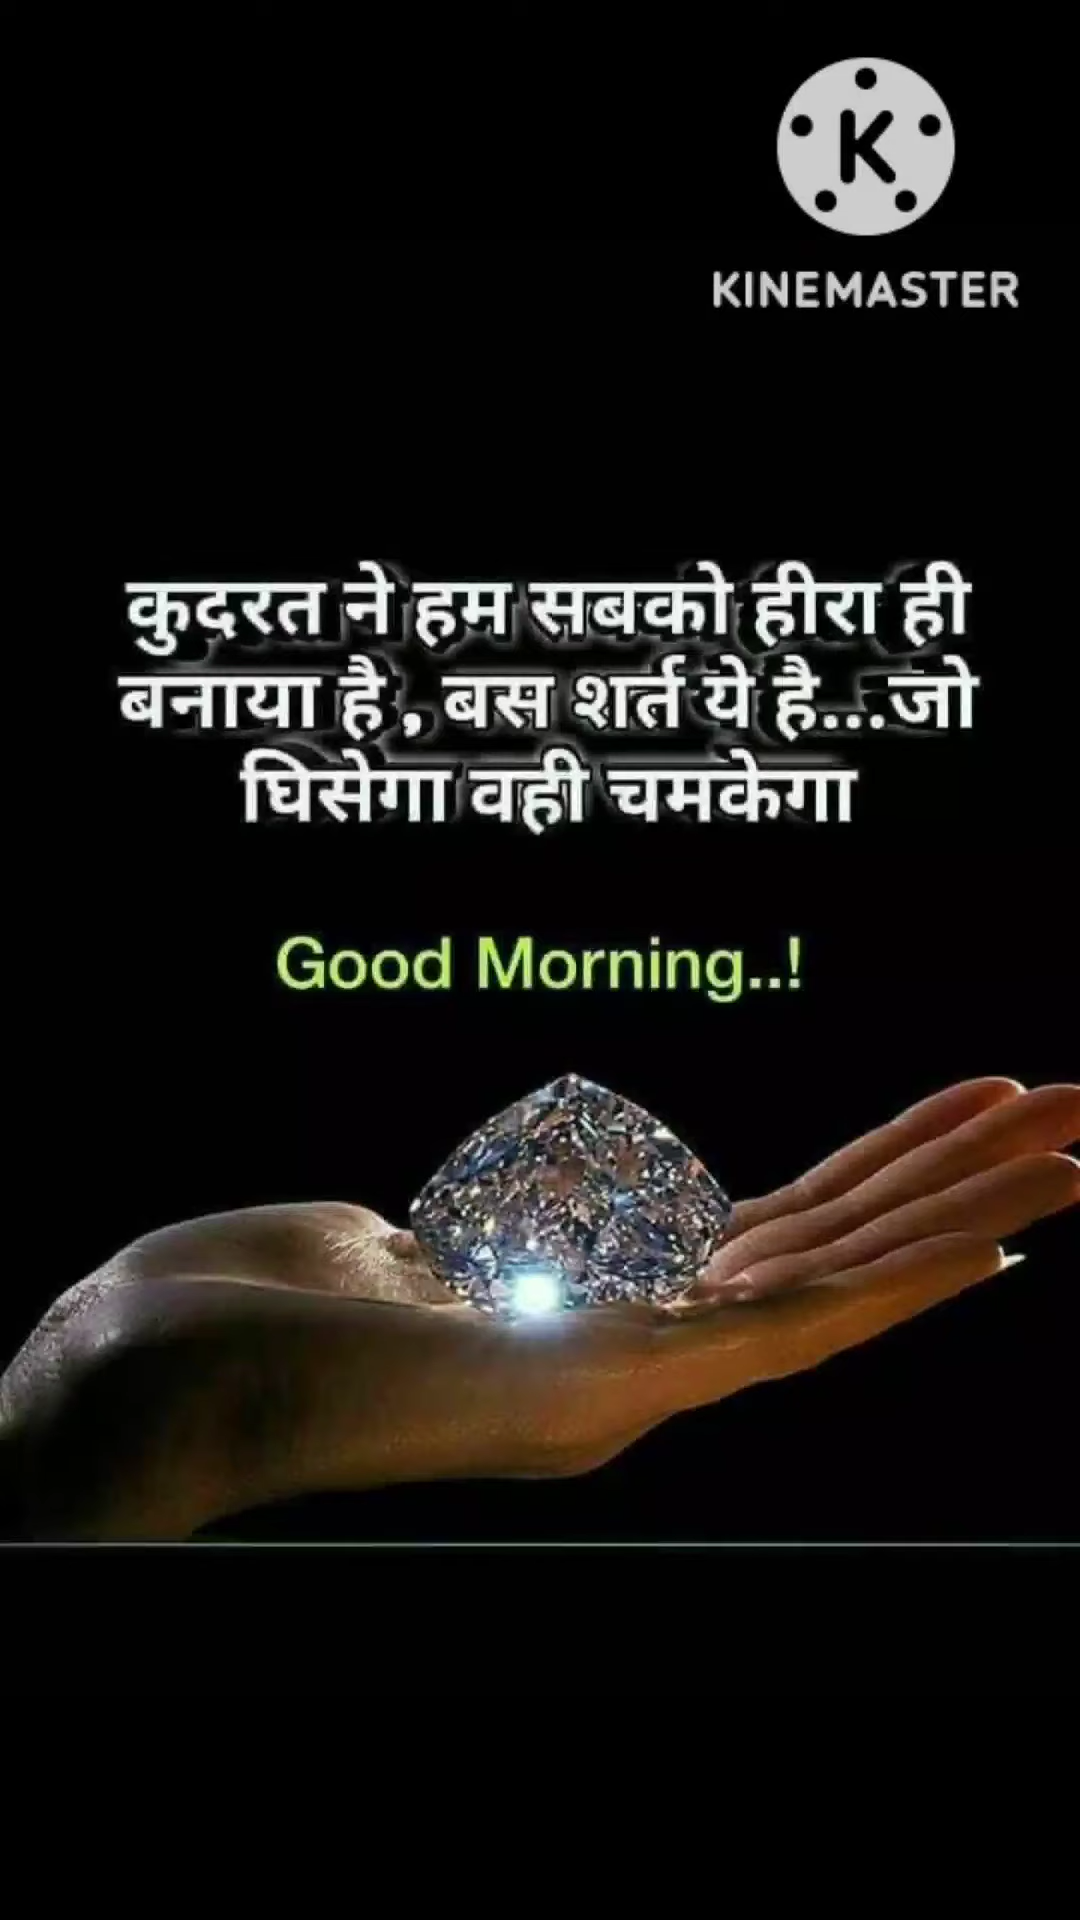 K
KINEMASTER
कुदरत ने हम सबको हीरा ही
बनाया है , बस शर्त ये है...जो
घिसेगा वही चमकेगा
Good Morning..!